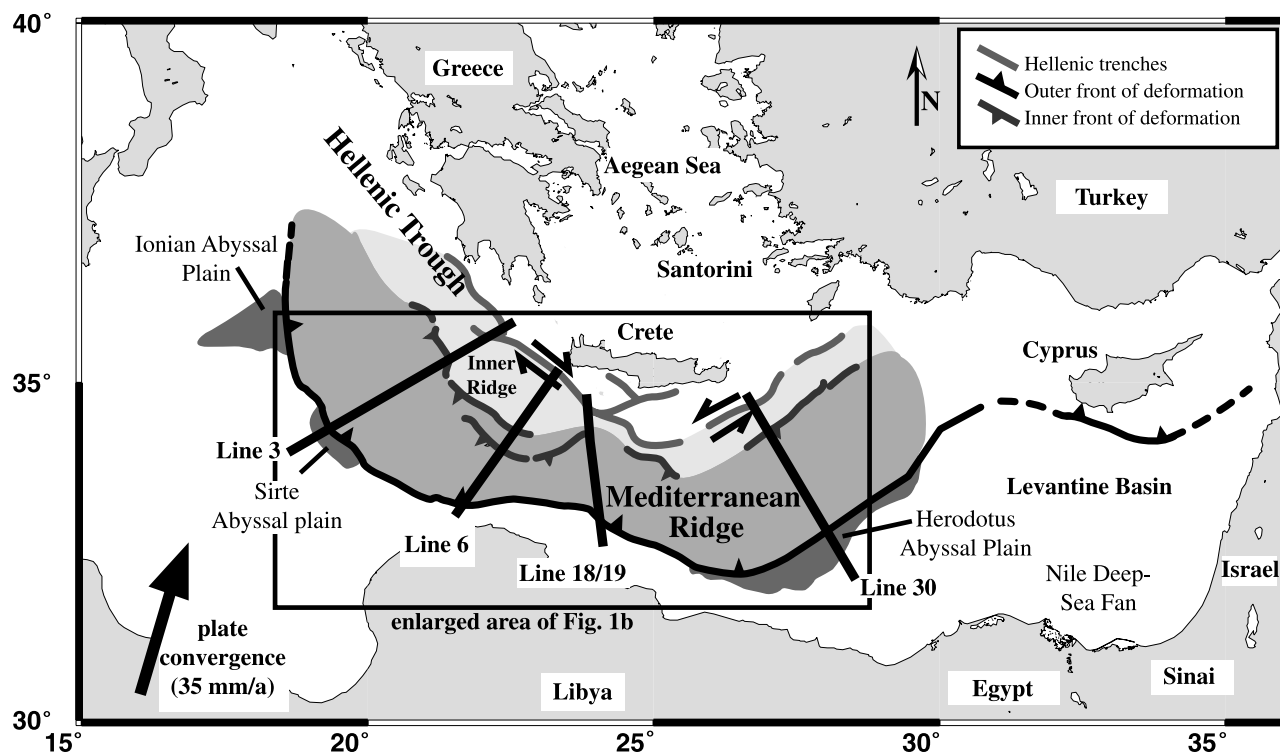 40°
Greece
N
Hellenic trenches
Outer front of deformation
Inner front of deformation
Hellenic Trough
Aegean Sea
Turkey
Ionian Abyssal
Plain
Santorini
Crete
Cyprus
35°
Inner
Ridge
Line 3
Sirte
Abyssal plain
Mediterranean
Ridge
Levantine Basin
Line 6
Herodotus
Abyssal Plain
Line 18/19
Line 30
Nile Deep-
Sea Fan
Israel
enlarged area of Fig. 1b
plate
convergence
(35 mm/a)
Libya
Egypt
Sinai
30°
15°
20°
25°
30°
35°